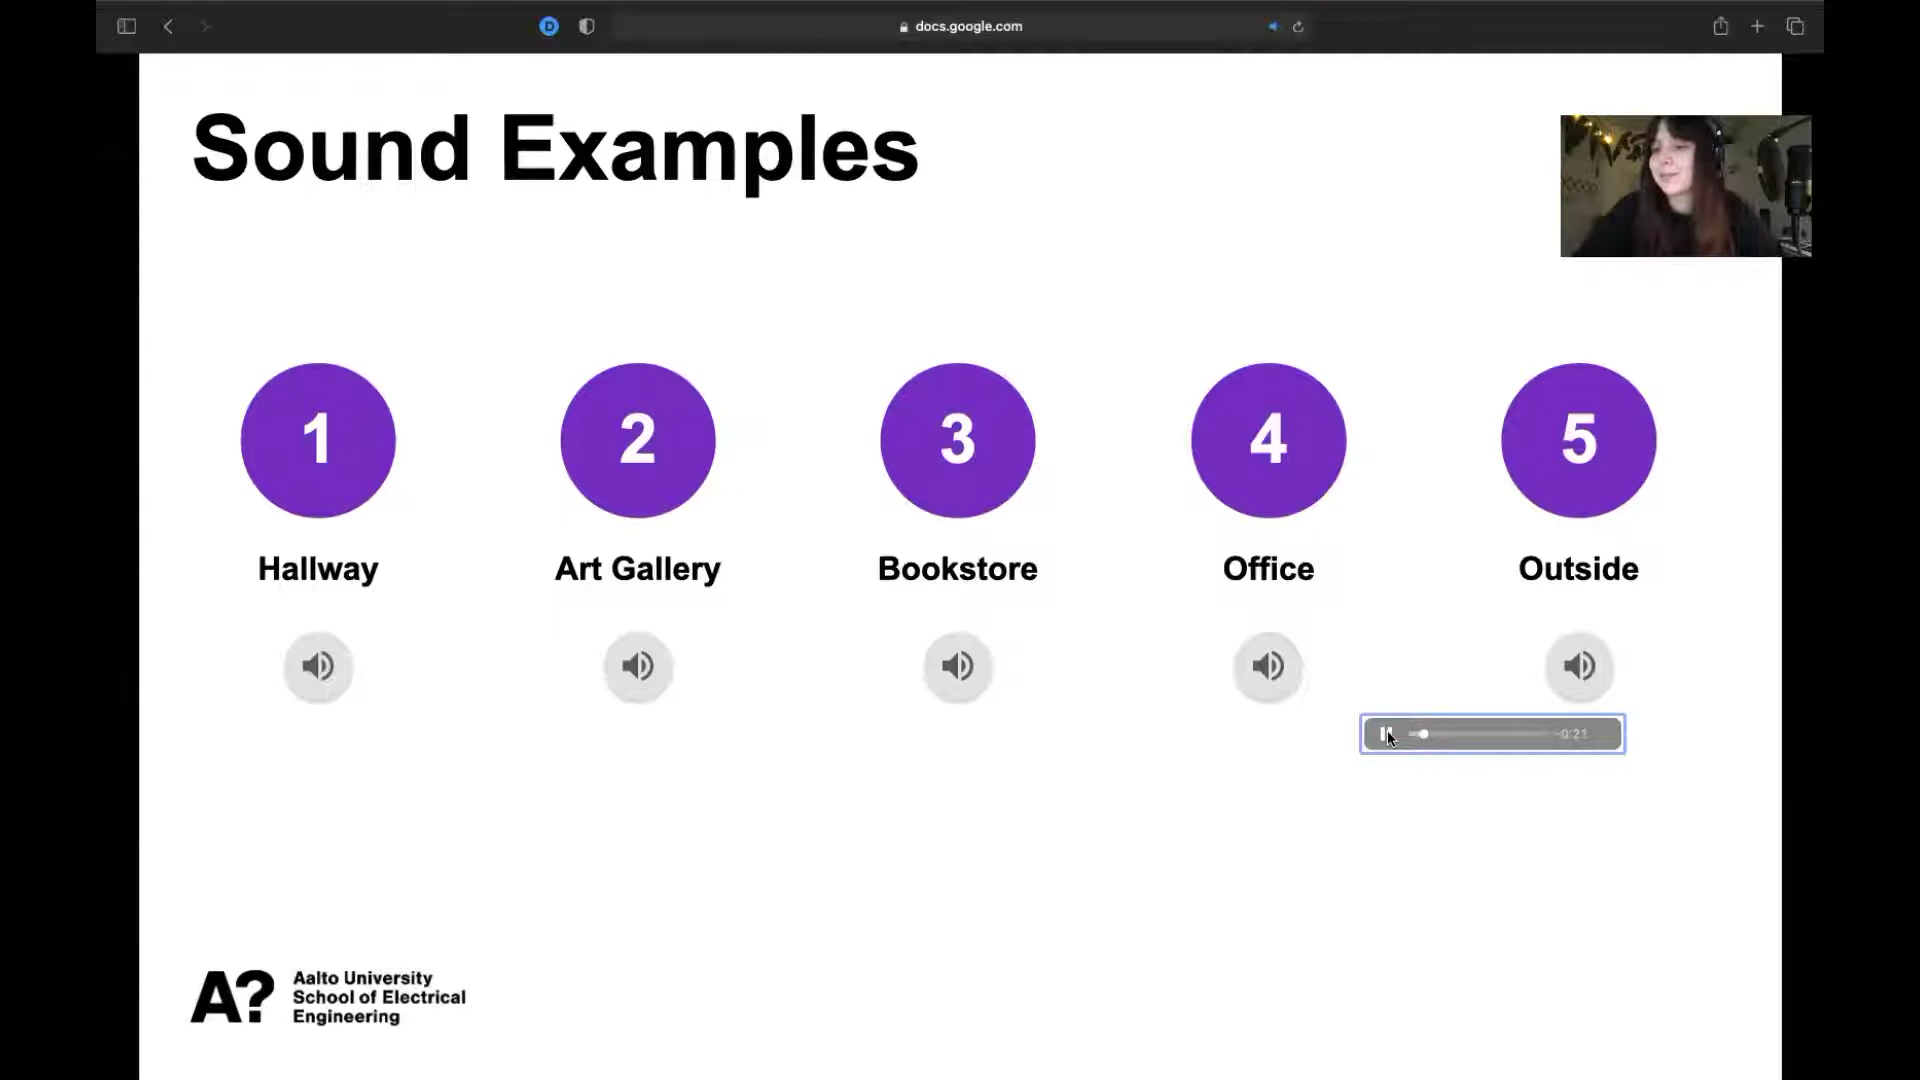 docs.google.com
Sound Examples
1
2
3
4
5
Hallway
Art Gallery
Bookstore
Office
Outside
-0:21
A?
Aalto University
School of Electrical
Engineering